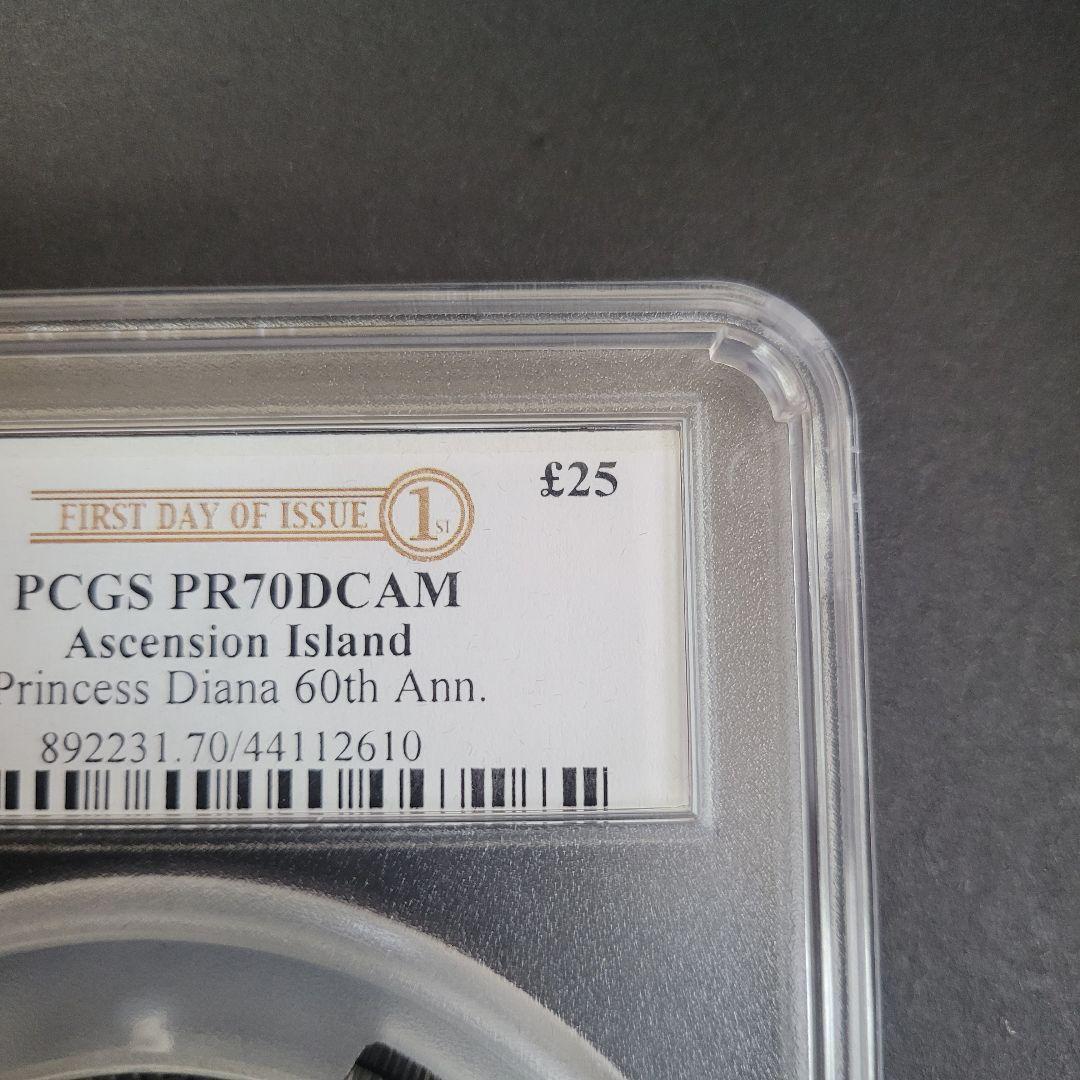 £25
FIRST DAY OF ISSUE 1ST
PCGS PR70DCAM
Ascension Island
Princess Diana 60th Ann.
892231.70/44112610